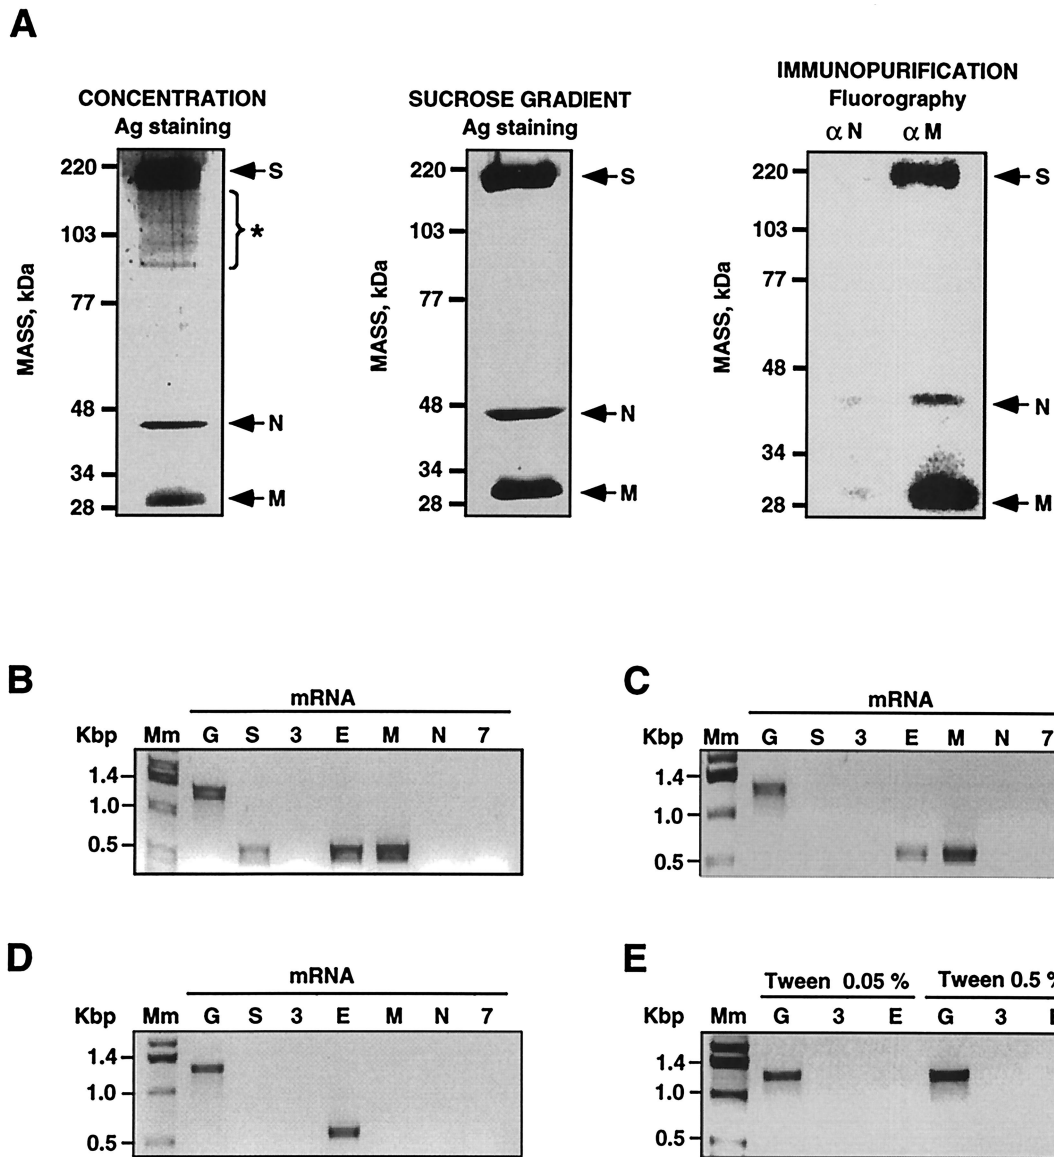 A
CONCENTRATION
Ag staining
SUCROSE GRADIENT
Ag staining
IMMUNOPURIFICATION
Fluorography
α N α M
MASS, kDa
220
103
77
48
34
28
S
*
N
M
MASS, kDa
220
103
77
48
34
28
S
N
M
MASS, kDa
220
103
77
48
34
28
S
N
M
B
mRNA
Kbp Mm G S 3 E M N 7
1.4
1.0
0.5
C
mRNA
Kbp Mm G S 3 E M N 7
1.4
1.0
0.5
D
mRNA
Kbp Mm G S 3 E M N 7
1.4
1.0
0.5
E
Tween 0.05 % Tween 0.5
Kbp Mm G 3 E G 3
1.4
1.0
0.5